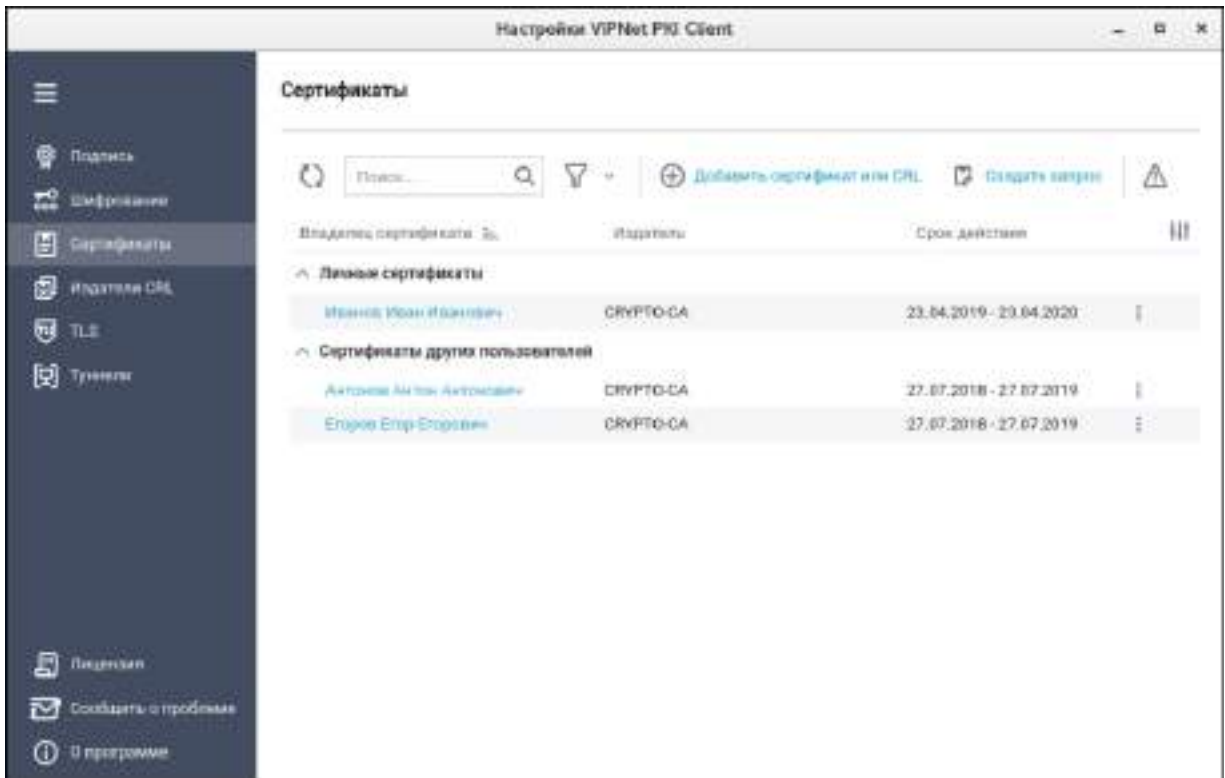 Настройки ViPNet PKI Client
Сертификаты
Подпись
Шифрование
Сертификаты
Издатели CRL
TLS
Туннели
Лицензия
Сообщить о проблеме
О программе
Поиск...
Добавить сертификат или CRL
Создать запрос
Владелец сертификата Издатель Срок действия
Личные сертификаты
Иванов Иван Иванович CRYPTO-CA 23.04.2019 - 23.04.2020
Сертификаты других пользователей
Антонов Антон Антонович CRYPTO-CA 27.07.2018 - 27.07.2019
Егоров Егор Егорович CRYPTO-CA 27.07.2018 - 27.07.2019